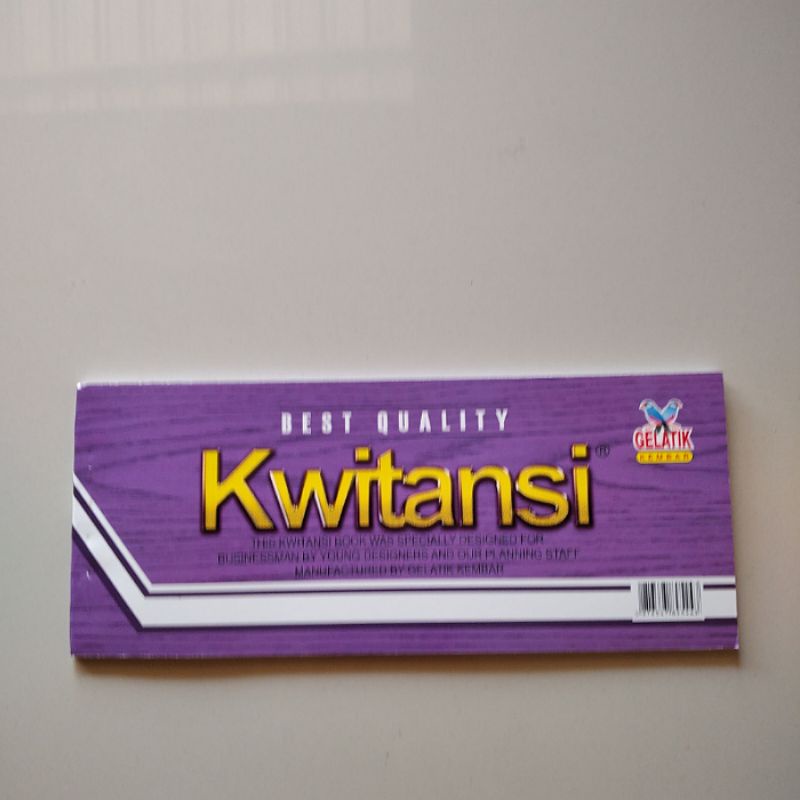 BEST QUALITY
Kwitansi®
THIS KWITANSI BOOK WAS SPECIALLY DESIGNED FOR
BUSINESSMAN BY YOUNG DESIGNERS AND OUR PLANNING STAFF
MANUFACTURED BY GELATIK KEMBAR
GELATIK
KEMBAR